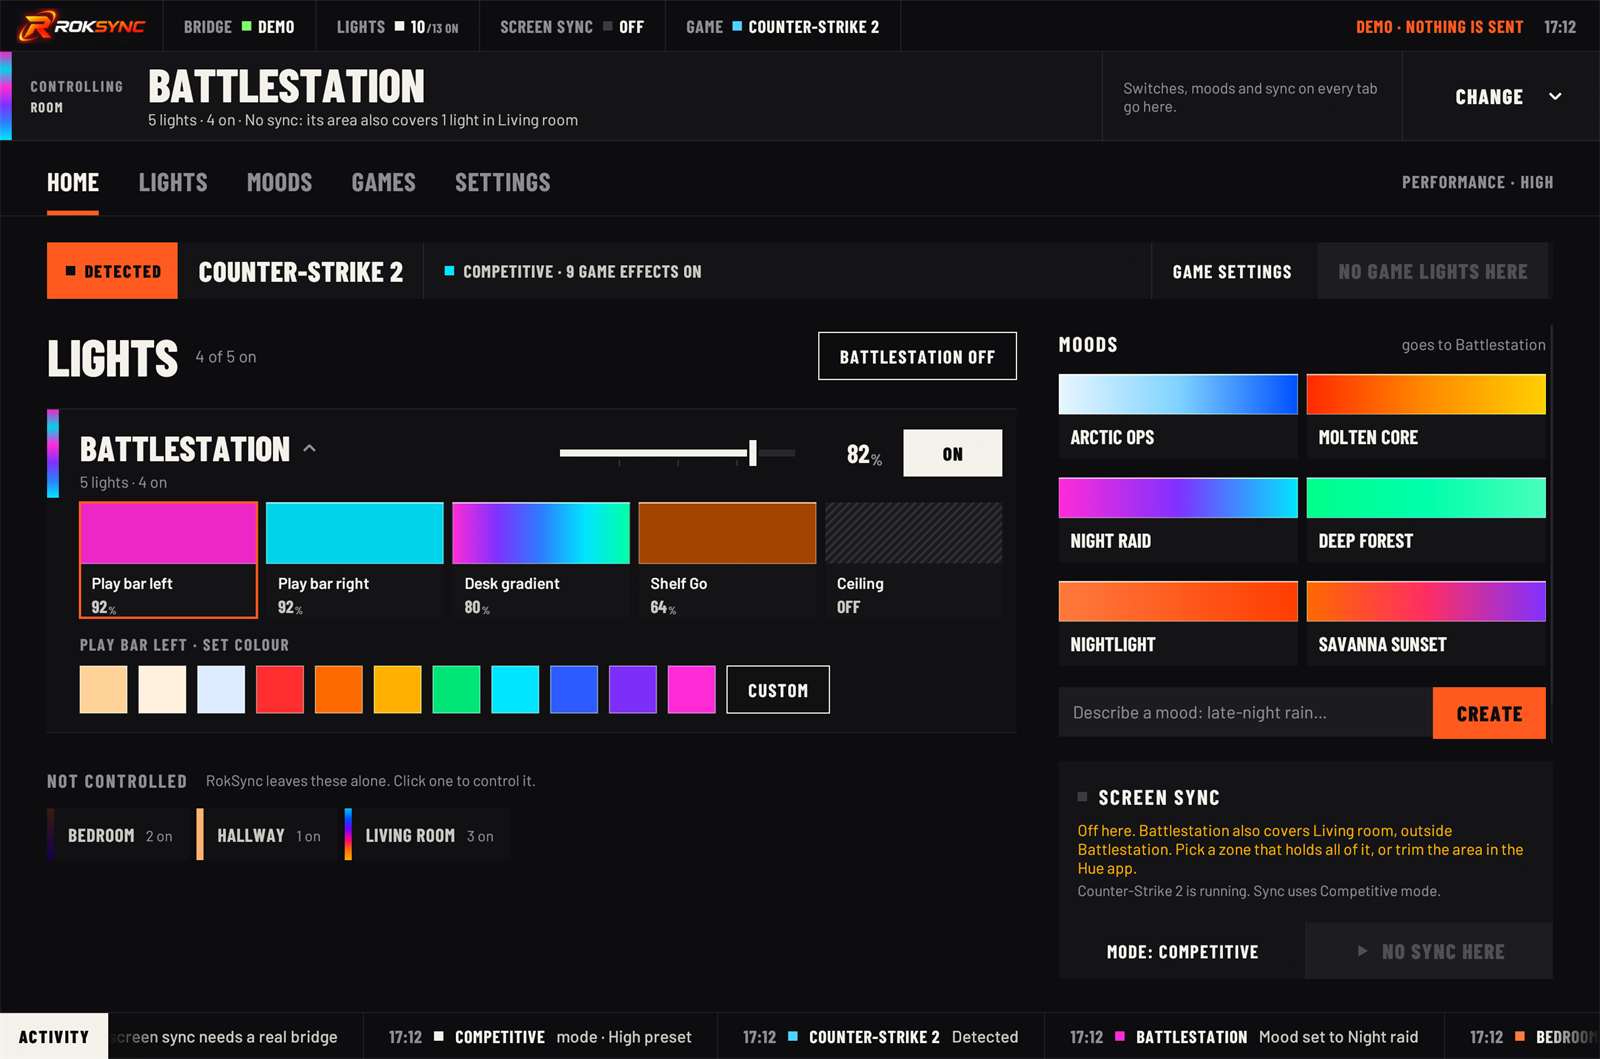 ROKSYNC
BRIDGE DEMO
LIGHTS 10/13 ON
SCREEN SYNC OFF
GAME COUNTER-STRIKE 2
DEMO · NOTHING IS SENT
17:12
CONTROLLING
ROOM
BATTLESTATION
5 lights · 4 on · No sync: its area also covers 1 light in Living room
Switches, moods and sync on every tab
go here.
CHANGE
HOME
LIGHTS
MOODS
GAMES
SETTINGS
PERFORMANCE · HIGH
DETECTED
COUNTER-STRIKE 2
COMPETITIVE · 9 GAME EFFECTS ON
GAME SETTINGS
NO GAME LIGHTS HERE
LIGHTS
4 of 5 on
BATTLESTATION OFF
BATTLESTATION
5 lights · 4 on
82%
ON
Play bar left
92%
Play bar right
92%
Desk gradient
80%
Shelf Go
64%
Ceiling
OFF
PLAY BAR LEFT · SET COLOUR
CUSTOM
NOT CONTROLLED
RokSync leaves these alone. Click one to control it.
BEDROOM 2 on
HALLWAY 1 on
LIVING ROOM 3 on
MOODS
goes to Battlestation
ARCTIC OPS
MOLTEN CORE
NIGHT RAID
DEEP FOREST
NIGHTLIGHT
SAVANNA SUNSET
Describe a mood: late-night rain...
CREATE
SCREEN SYNC
Off here. Battlestation also covers Living room, outside
Battlestation. Pick a zone that holds all of it, or trim the area in the
Hue app.
Counter-Strike 2 is running. Sync uses Competitive mode.
MODE: COMPETITIVE
NO SYNC HERE
ACTIVITY
screen sync needs a real bridge
17:12 COMPETITIVE mode · High preset
17:12 COUNTER-STRIKE 2 Detected
17:12 BATTLESTATION Mood set to Night raid
17:12 BEDROOM